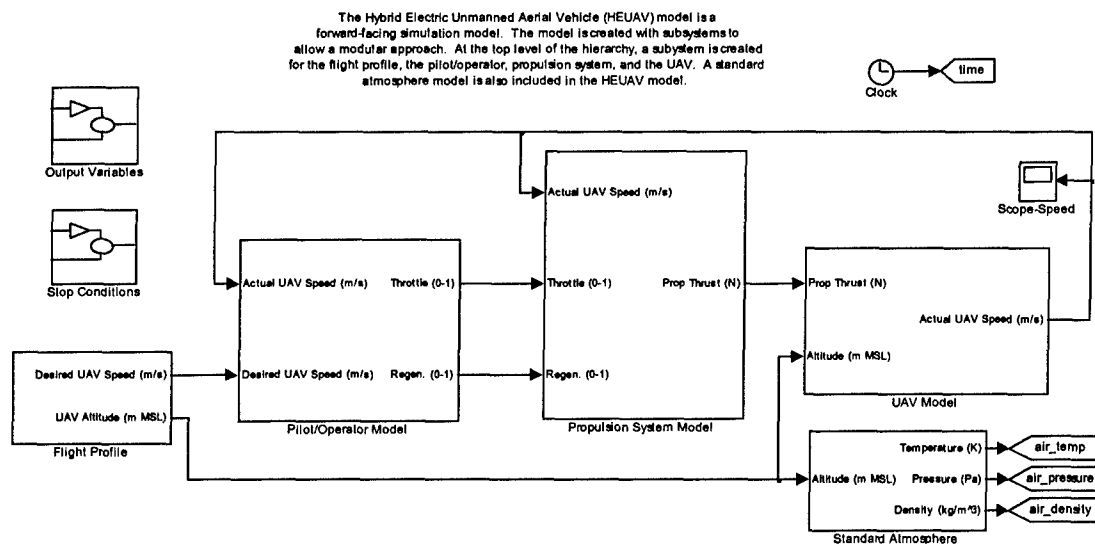 The Hybrid Electric Unmanned Aerial Vehicle (HEUAV) model is a
forward-facing simulation model. The model is created with subsystems to
allow a modular approach. At the top level of the hierarchy, a subsystem is created
for the flight profile, the pilot/operator, propulsion system, and the UAV. A standard
atmosphere model is also included in the HEUAV model.
time
Clock
Output Variables
Scope-Speed
Stop Conditions
Actual UAV Speed (m/s)
Throttle (0-1)
Desired UAV Speed (m/s)
Regen. (0-1)
Pilot/Operator Model
Actual UAV Speed (m/s)
Throttle (0-1)
Prop Thrust (N)
Regen. (0-1)
Propulsion System Model
Prop Thrust (N)
Actual UAV Speed (m/s)
Altitude (m MSL)
UAV Model
Desired UAV Speed (m/s)
UAV Altitude (m MSL)
Flight Profile
Temperature (K)
Altitude (m MSL)
Pressure (Pa)
Density (kg/m^3)
Standard Atmosphere
air_temp
air_pressure
air_density